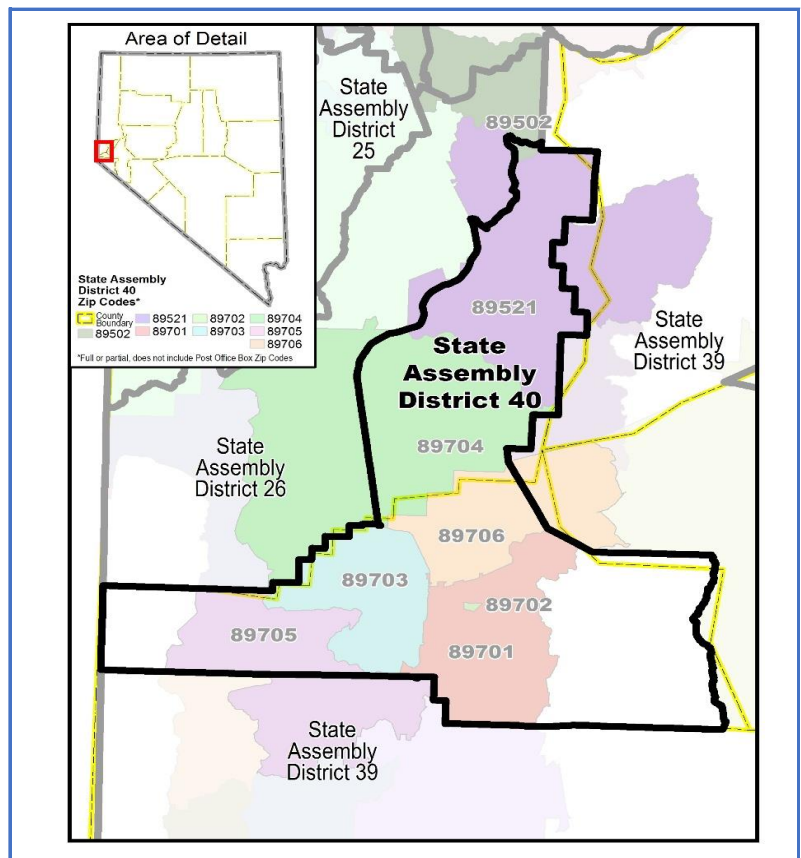 Area of Detail
State Assembly
District 40
Zip Codes*
County
Boundary
89502
89521
89701
89702
89703
89704
89705
89706
*Full or partial, does not include Post Office Box Zip Codes
State
Assembly
District
25
89502
89521
State
Assembly
District 39
State
Assembly
District 40
89704
State
Assembly
District 26
89706
89703
89702
89705
89701
State
Assembly
District 39